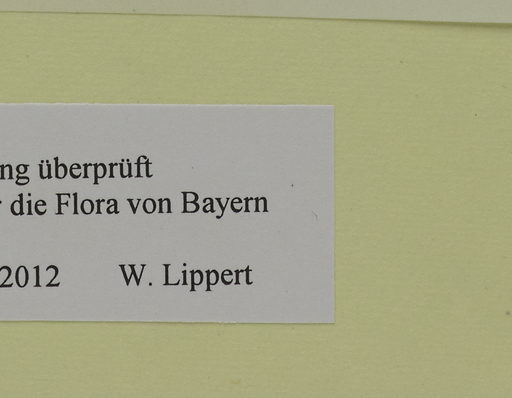 ng überprüft
die Flora von Bayern
2012 W. Lippert